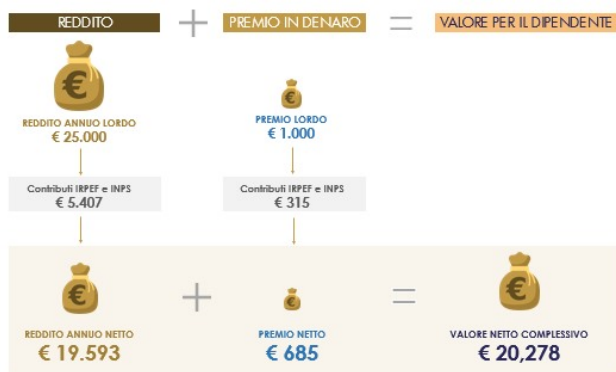 REDDITO + PREMIO IN DENARO = VALORE PER IL DIPENDENTE
€ €
REDDITO ANNUO LORDO
€ 25.000
PREMIO LORDO
€ 1.000
Contributi IRPEF e INPS
€ 5.407
Contributi IRPEF e INPS
€ 315
€ + € = €
REDDITO ANNUO NETTO
€ 19.593
PREMIO NETTO
€ 685
VALORE NETTO COMPLESSIVO
€ 20,278